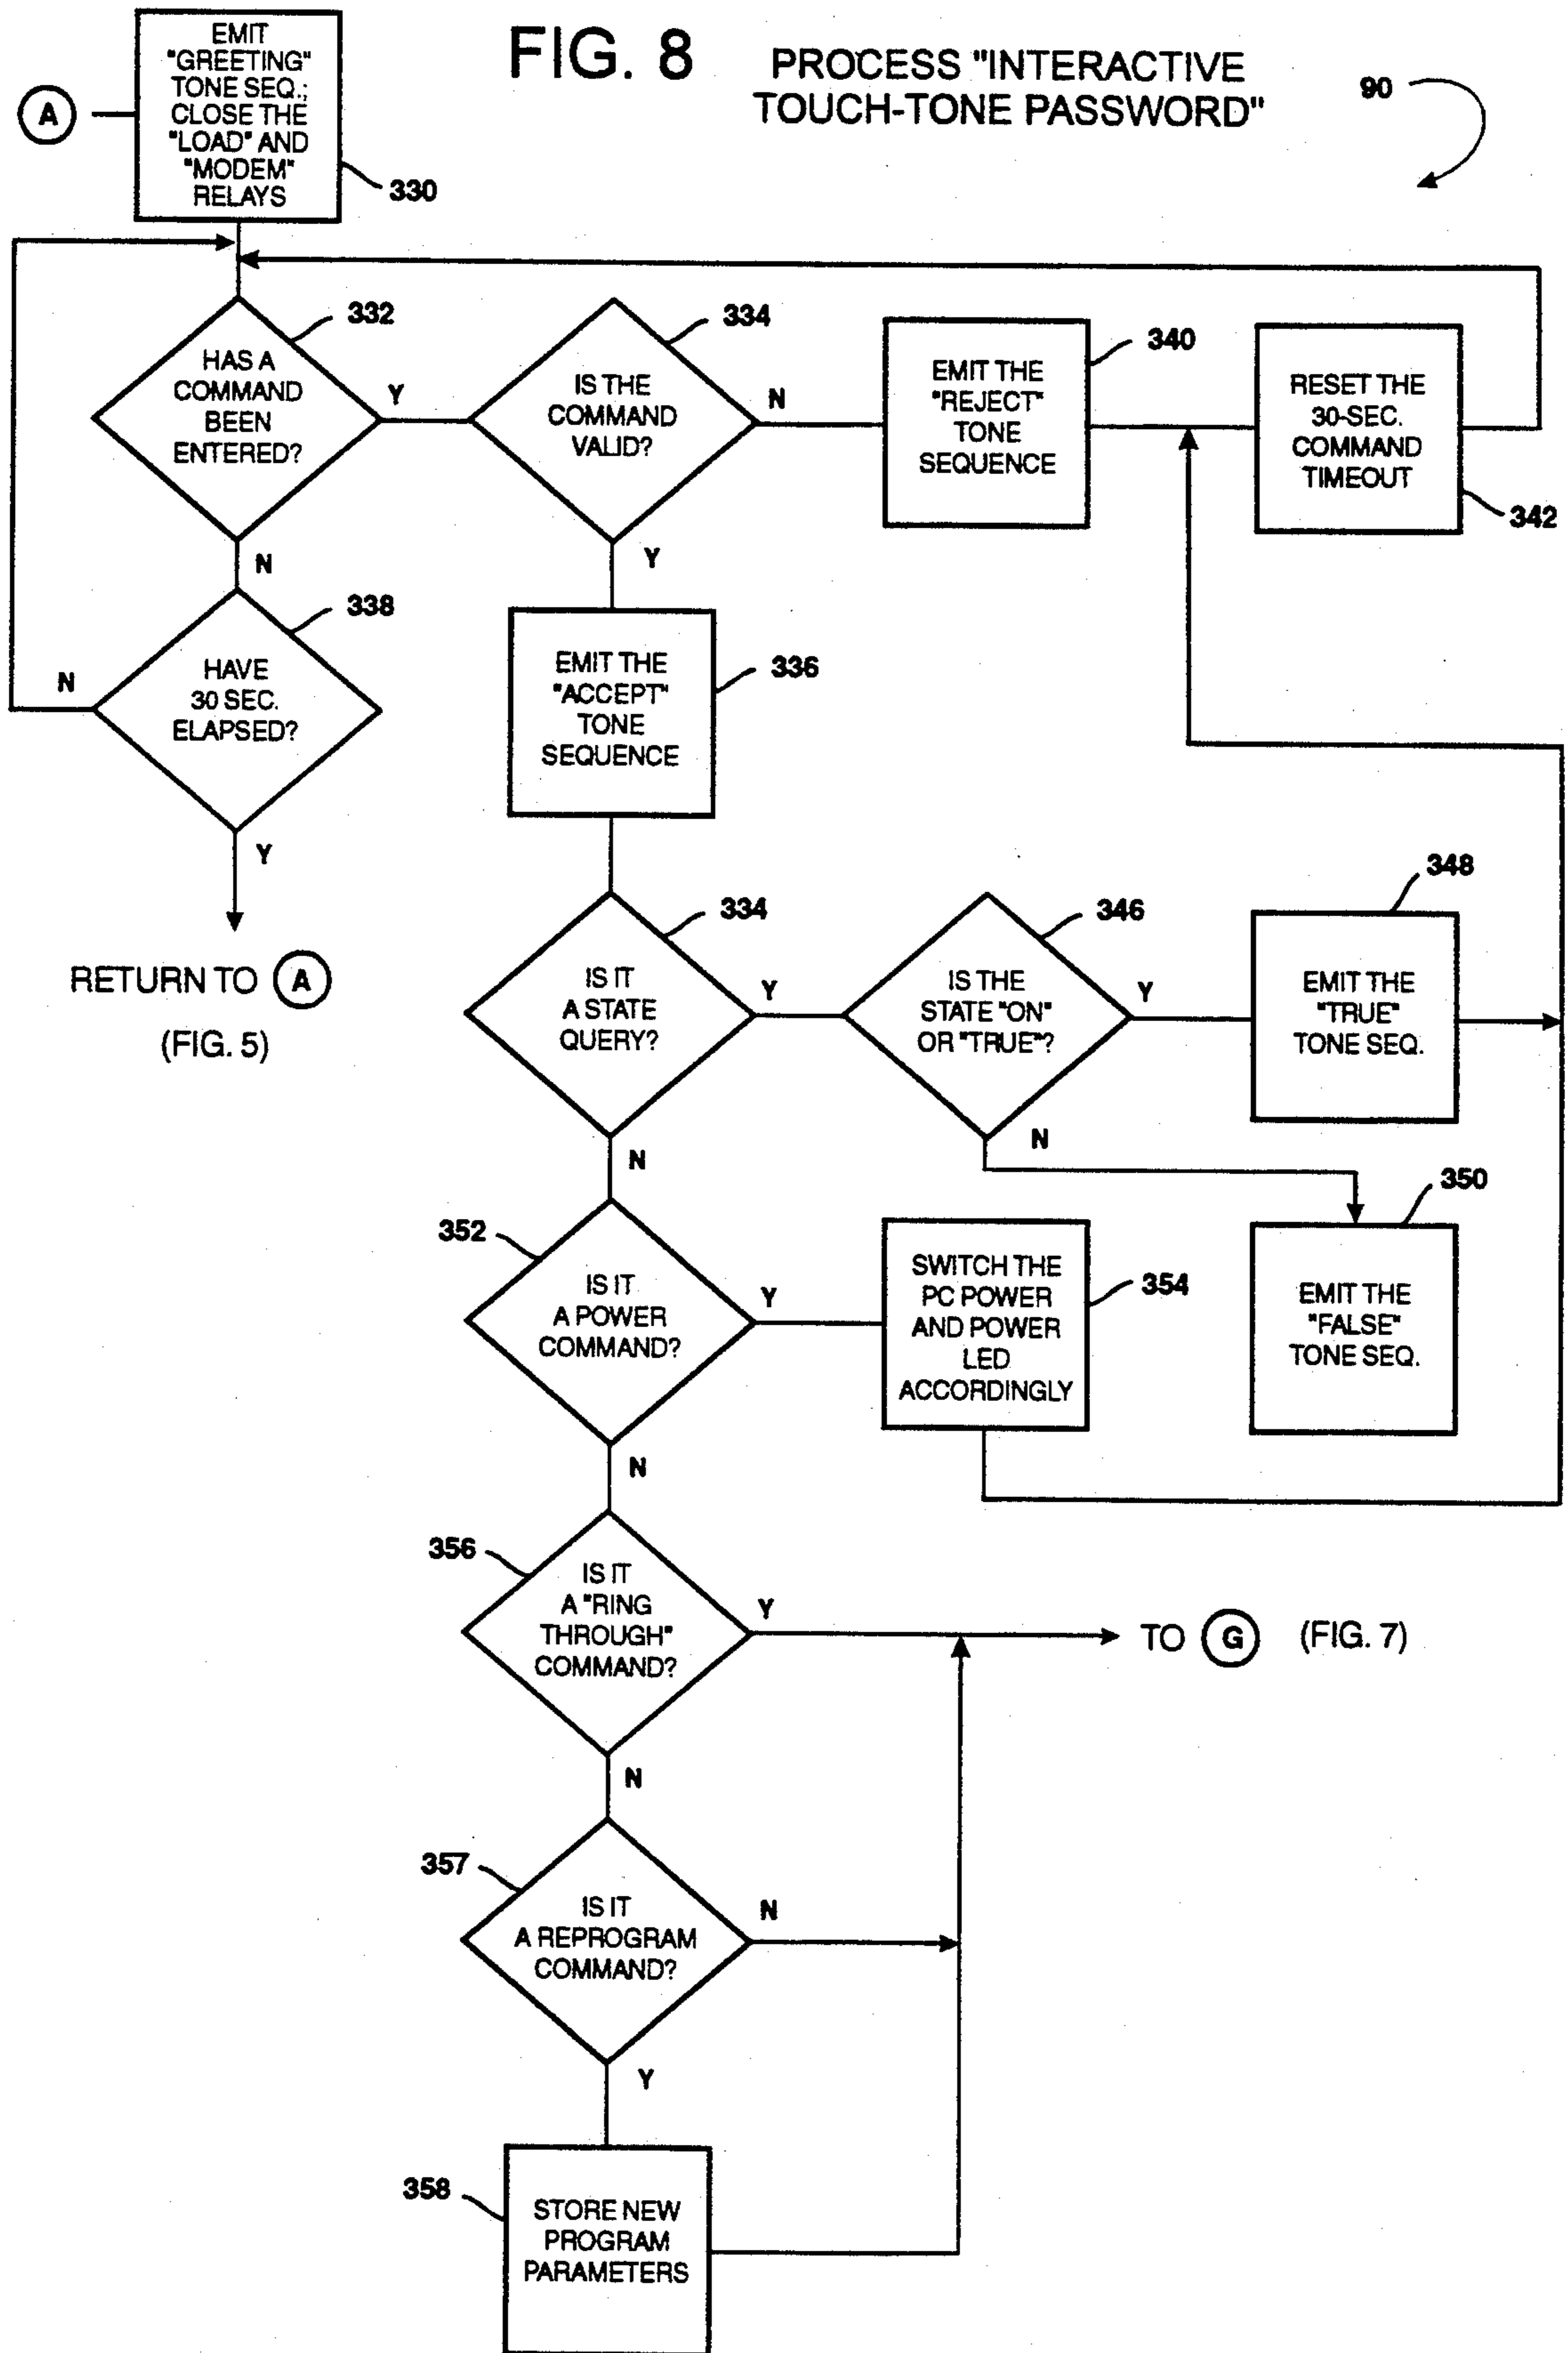 FIG. 8
PROCESS "INTERACTIVE
TOUCH-TONE PASSWORD"
90
A
EMIT
"GREETING"
TONE SEQ.;
CLOSE THE
"LOAD" AND
"MODEM"
RELAYS
330
332
HAS A
COMMAND
BEEN
ENTERED?
Y
N
334
IS THE
COMMAND
VALID?
N
Y
340
EMIT THE
"REJECT"
TONE
SEQUENCE
RESET THE
30-SEC.
COMMAND
TIMEOUT
342
338
HAVE
30 SEC.
ELAPSED?
N
Y
RETURN TO A
(FIG. 5)
EMIT THE
"ACCEPT"
TONE
SEQUENCE
336
334
IS IT
A STATE
QUERY?
Y
N
346
IS THE
STATE "ON"
OR "TRUE"?
Y
N
348
EMIT THE
"TRUE"
TONE SEQ.
350
EMIT THE
"FALSE"
TONE SEQ.
352
IS IT
A POWER
COMMAND?
Y
N
SWITCH THE
PC POWER
AND POWER
LED
ACCORDINGLY
354
356
IS IT
A "RING
THROUGH"
COMMAND?
Y
N
TO G (FIG. 7)
357
IS IT
A REPROGRAM
COMMAND?
N
Y
358
STORE NEW
PROGRAM
PARAMETERS